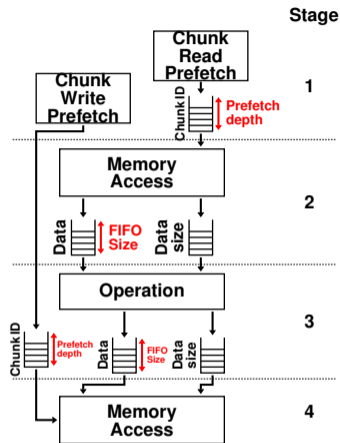 Stage
Chunk
Read
Prefetch
1
Chunk
Write
Prefetch
Chunk ID
Prefetch
depth
Memory
Access
2
Data
FIFO
Size
Data
size
Operation
3
Chunk ID
Prefetch
depth
Data
FIFO
Size
Data
size
Memory
Access
4